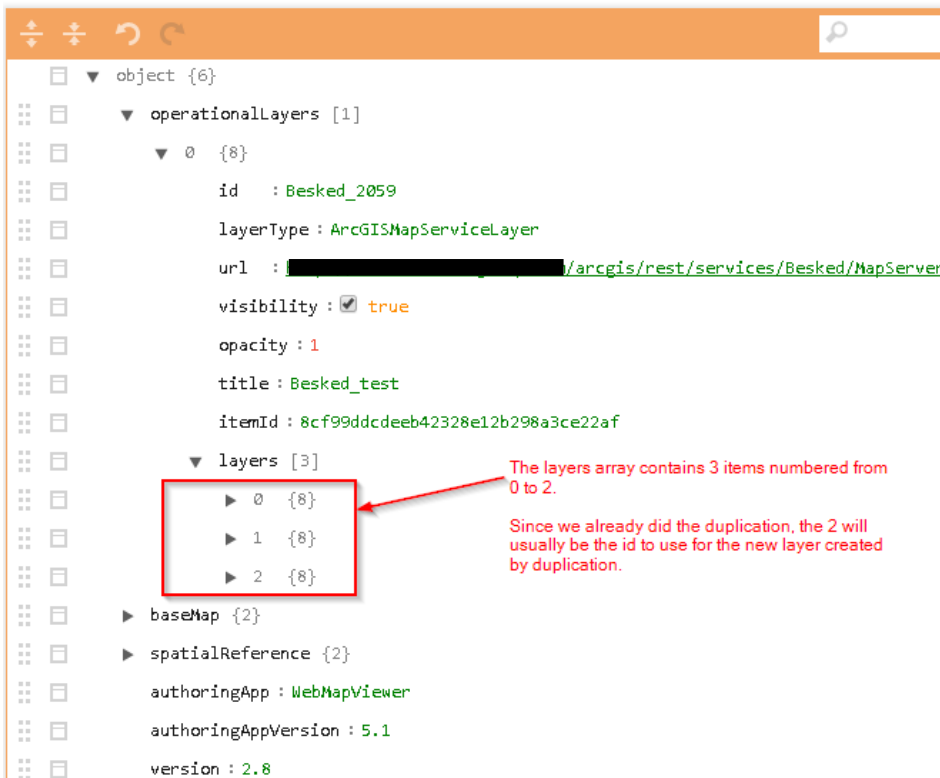 object {6}
operationalLayers [1]
0 {8}
id : Besked_2059
layerType : ArcGISMapServiceLayer
url : /arcgis/rest/services/Besked/MapServer
visibility : true
opacity : 1
title : Besked_test
itemId : 8cf99ddcdeeb42328e12b298a3ce22af
layers [3]
0 {8}
1 {8}
2 {8}
The layers array contains 3 items numbered from
0 to 2.
Since we already did the duplication, the 2 will
usually be the id to use for the new layer created
by duplication.
baseMap {2}
spatialReference {2}
authoringApp : WebMapViewer
authoringAppVersion : 5.1
version : 2.8